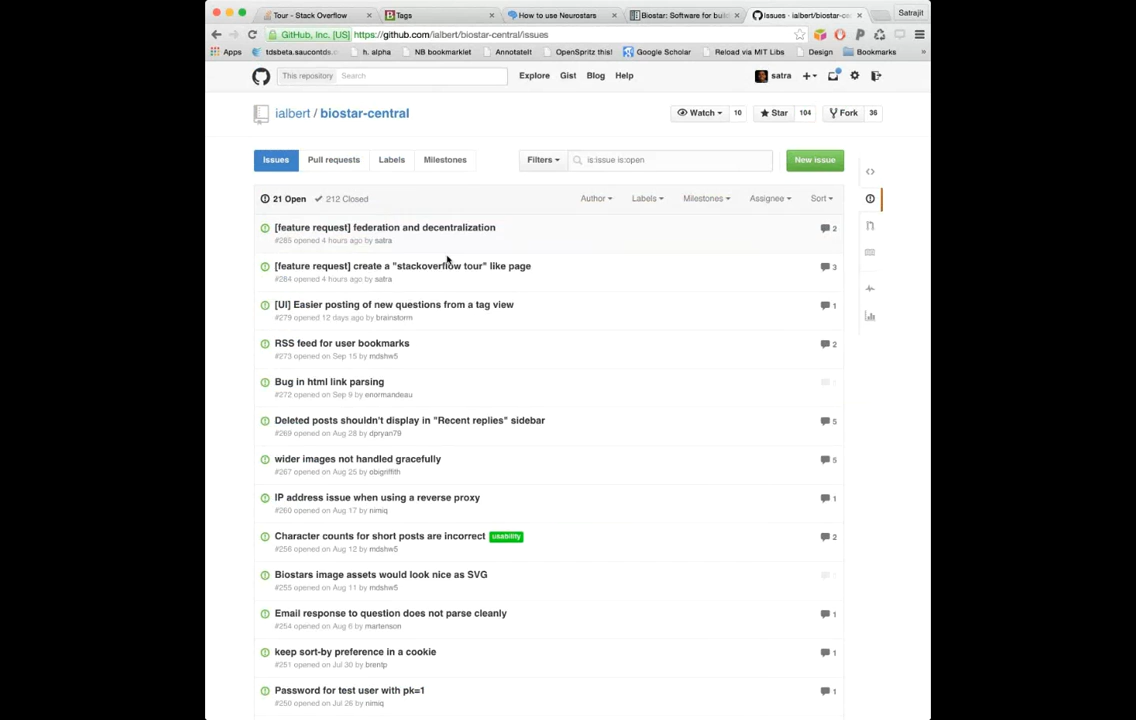 Tour - Stack Overflow
Tags
How to use Neurostars
Biostar: Software for buil
Issues · ialbert/biostar-cen
Satrajit
GitHub, Inc. [US] https://github.com/ialbert/biostar-central/issues
Apps
tdsbeta.sauconds.
h. alpha
NB bookmarklet
AnnotateIt
OpenSpritz this!
Google Scholar
Reload via MIT Libs
Design
Bookmarks
»
This repository Search
Explore Gist Blog Help
satra
ialbert / biostar-central
Watch 10
Star 104
Fork 36
Issues Pull requests Labels Milestones
Filters
is:issue is:open
New issue
21 Open 212 Closed
Author Labels Milestones Assignee Sort
[feature request] federation and decentralization 2
#285 opened 4 hours ago by satra
[feature request] create a "stackoverflow tour" like page 3
#284 opened 4 hours ago by satra
[UI] Easier posting of new questions from a tag view 1
#279 opened 12 days ago by brainstorm
RSS feed for user bookmarks 2
#273 opened on Sep 15 by mdshw5
Bug in html link parsing
#272 opened on Sep 9 by enormandeau
Deleted posts shouldn't display in "Recent replies" sidebar 5
#269 opened on Aug 28 by dpryan79
wider images not handled gracefully 5
#267 opened on Aug 25 by obigriffith
IP address issue when using a reverse proxy 1
#260 opened on Aug 17 by nimiq
Character counts for short posts are incorrect usability 2
#256 opened on Aug 12 by mdshw5
Biostars image assets would look nice as SVG
#255 opened on Aug 11 by mdshw5
Email response to question does not parse cleanly 1
#254 opened on Aug 6 by martenson
keep sort-by preference in a cookie 1
#251 opened on Jul 30 by brentp
Password for test user with pk=1 1
#250 opened on Jul 26 by nimiq